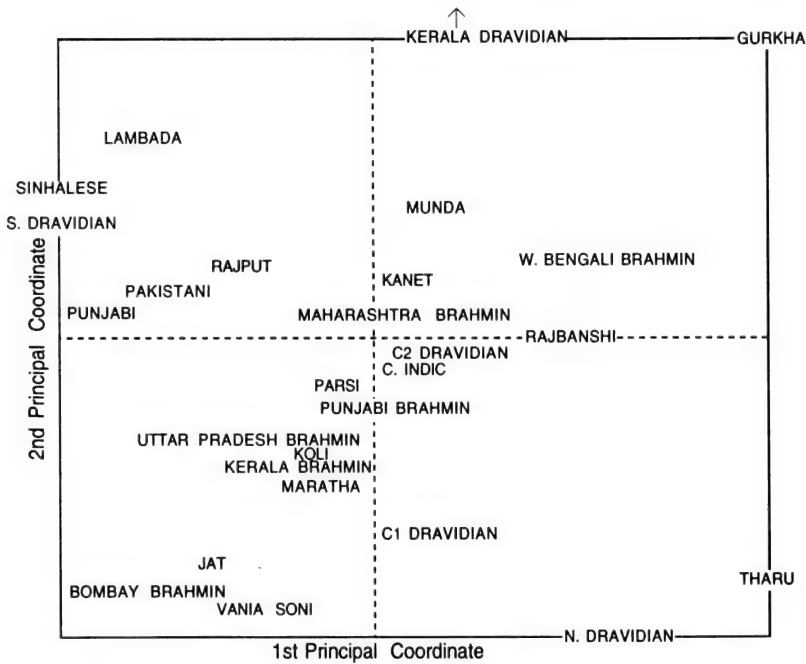 KERALA DRAVIDIAN
GURKHA
LAMBADA
SINHALESE
MUNDA
S. DRAVIDIAN
W. BENGALI BRAHMIN
RAJPUT
KANET
PAKISTANI
PUNJABI
MAHARASHTRA BRAHMIN
RAJBANSHI
C2 DRAVIDIAN
C. INDIC
PARSI
PUNJABI BRAHMIN
UTTAR PRADESH BRAHMIN
KOLI
KERALA BRAHMIN
MARATHA
C1 DRAVIDIAN
JAT
THARU
BOMBAY BRAHMIN
VANIA SONI
N. DRAVIDIAN
1st Principal Coordinate
2nd Principal Coordinate